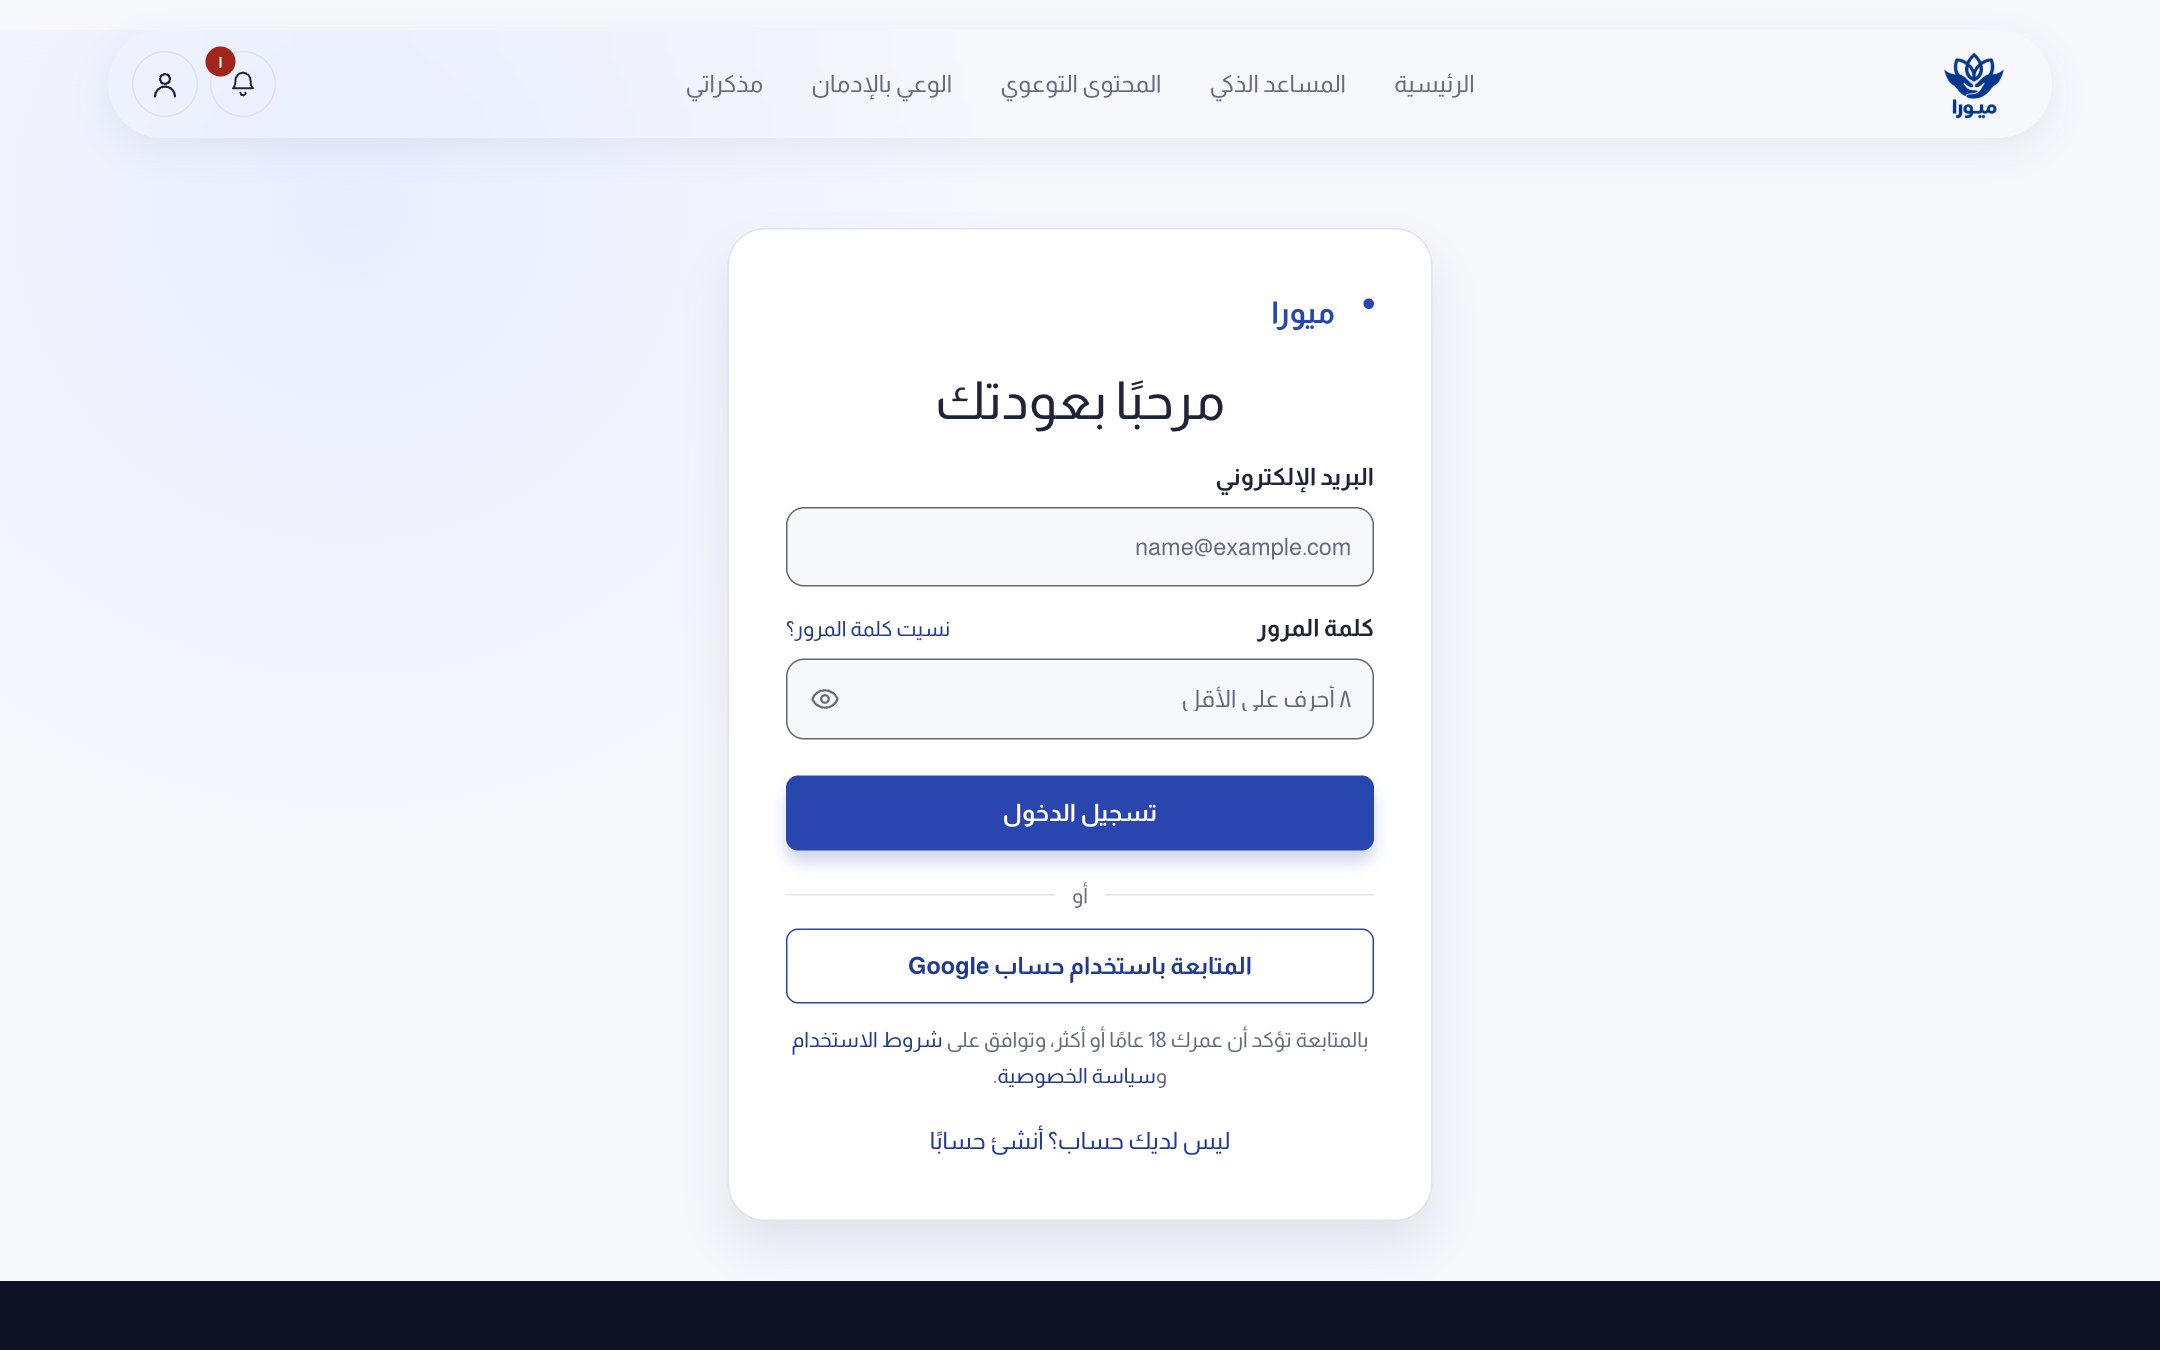 ميورا
الرئيسية المساعد الذكي المحتوى التوعوي الوعي بالإدمان مذكراتي
١
ميورا
مرحبًا بعودتك
البريد الإلكتروني
name@example.com
كلمة المرور نسيت كلمة المرور؟
٨ أحرف على الأقل
تسجيل الدخول
أو
المتابعة باستخدام حساب Google
بالمتابعة تؤكد أن عمرك 18 عامًا أو أكثر، وتوافق على شروط الاستخدام
وسياسة الخصوصية.
ليس لديك حساب؟ أنشئ حسابًا